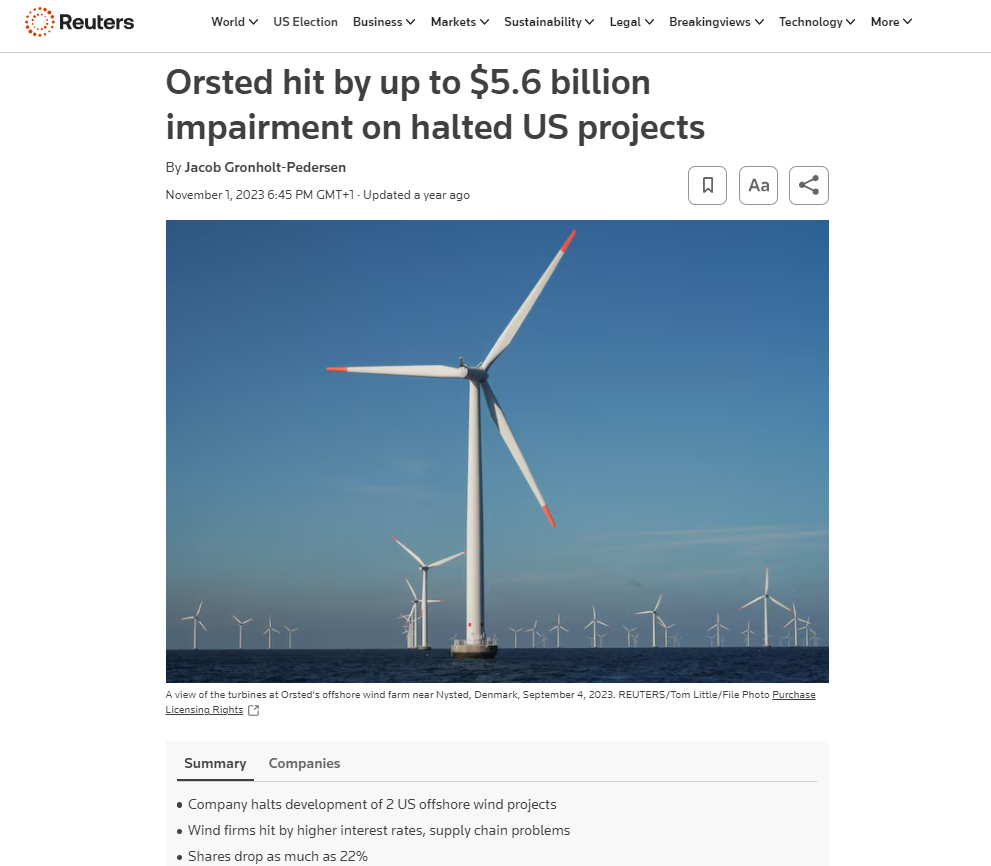 Reuters
World
US Election
Business
Markets
Sustainability
Legal
Breakingviews
Technology
More
Orsted hit by up to $5.6 billion
impairment on halted US projects
By Jacob Gronholt-Pedersen
November 1, 2023 6:45 PM GMT+1 · Updated a year ago
Aa
A view of the turbines at Orsted's offshore wind farm near Nysted, Denmark, September 4, 2023. REUTERS/Tom Little/File Photo Purchase
Licensing Rights
Summary
Companies
Company halts development of 2 US offshore wind projects
Wind firms hit by higher interest rates, supply chain problems
Shares drop as much as 22%